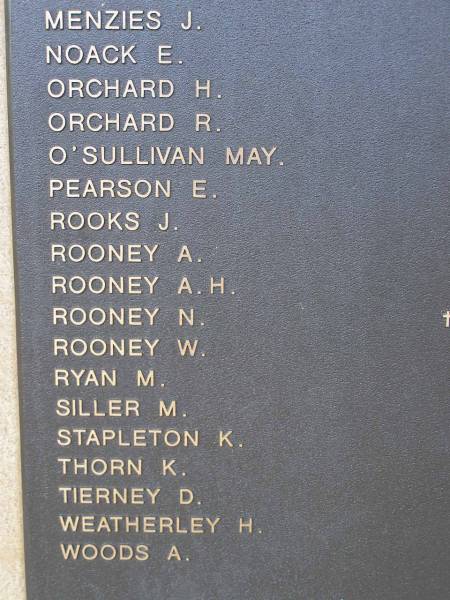 MENZIES J.
NOACK E.
ORCHARD H.
ORCHARD R.
O'SULLIVAN MAY.
PEARSON E.
ROOKS J.
ROONEY A.
ROONEY A.H.
ROONEY N.
ROONEY W.
RYAN M.
SILLER M.
STAPLETON K.
THORN K.
TIERNEY D.
WEATHERLEY H.
WOODS A.